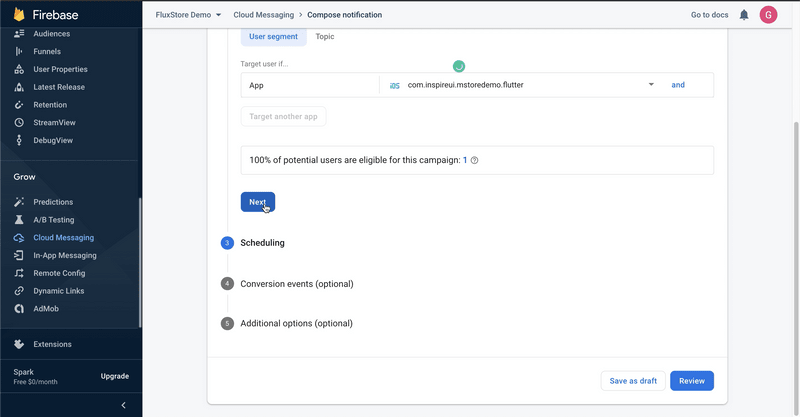 Firebase
FluxStore Demo
Cloud Messaging
Compose notification
Go to docs
G
Audiences
Funnels
User Properties
Latest Release
Retention
StreamView
DebugView
Grow
Predictions
A/B Testing
Cloud Messaging
In-App Messaging
Remote Config
Dynamic Links
AdMob
Extensions
Spark
Free $0/month
Upgrade
User segment
Topic
Target user if...
App
iOS com.inspireui.mstoredemo.flutter
and
Target another app
100% of potential users are eligible for this campaign: 1
Next
3 Scheduling
4 Conversion events (optional)
5 Additional options (optional)
Save as draft
Review